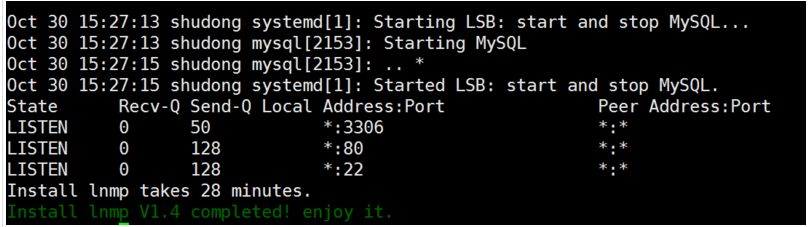 Oct 30 15:27:13 shudong systemd[1]: Starting LSB: start and stop MySQL...
Oct 30 15:27:13 shudong mysql[2153]: Starting MySQL
Oct 30 15:27:15 shudong mysql[2153]: .. *
Oct 30 15:27:15 shudong systemd[1]: Started LSB: start and stop MySQL.
State      Recv-Q Send-Q Local Address:Port               Peer Address:Port
LISTEN     0      50           *:3306                     *:*
LISTEN     0      128          *:80                       *:*
LISTEN     0      128          *:22                       *:*
Install lnmp takes 28 minutes.
Install lnmp V1.4 completed! enjoy it.